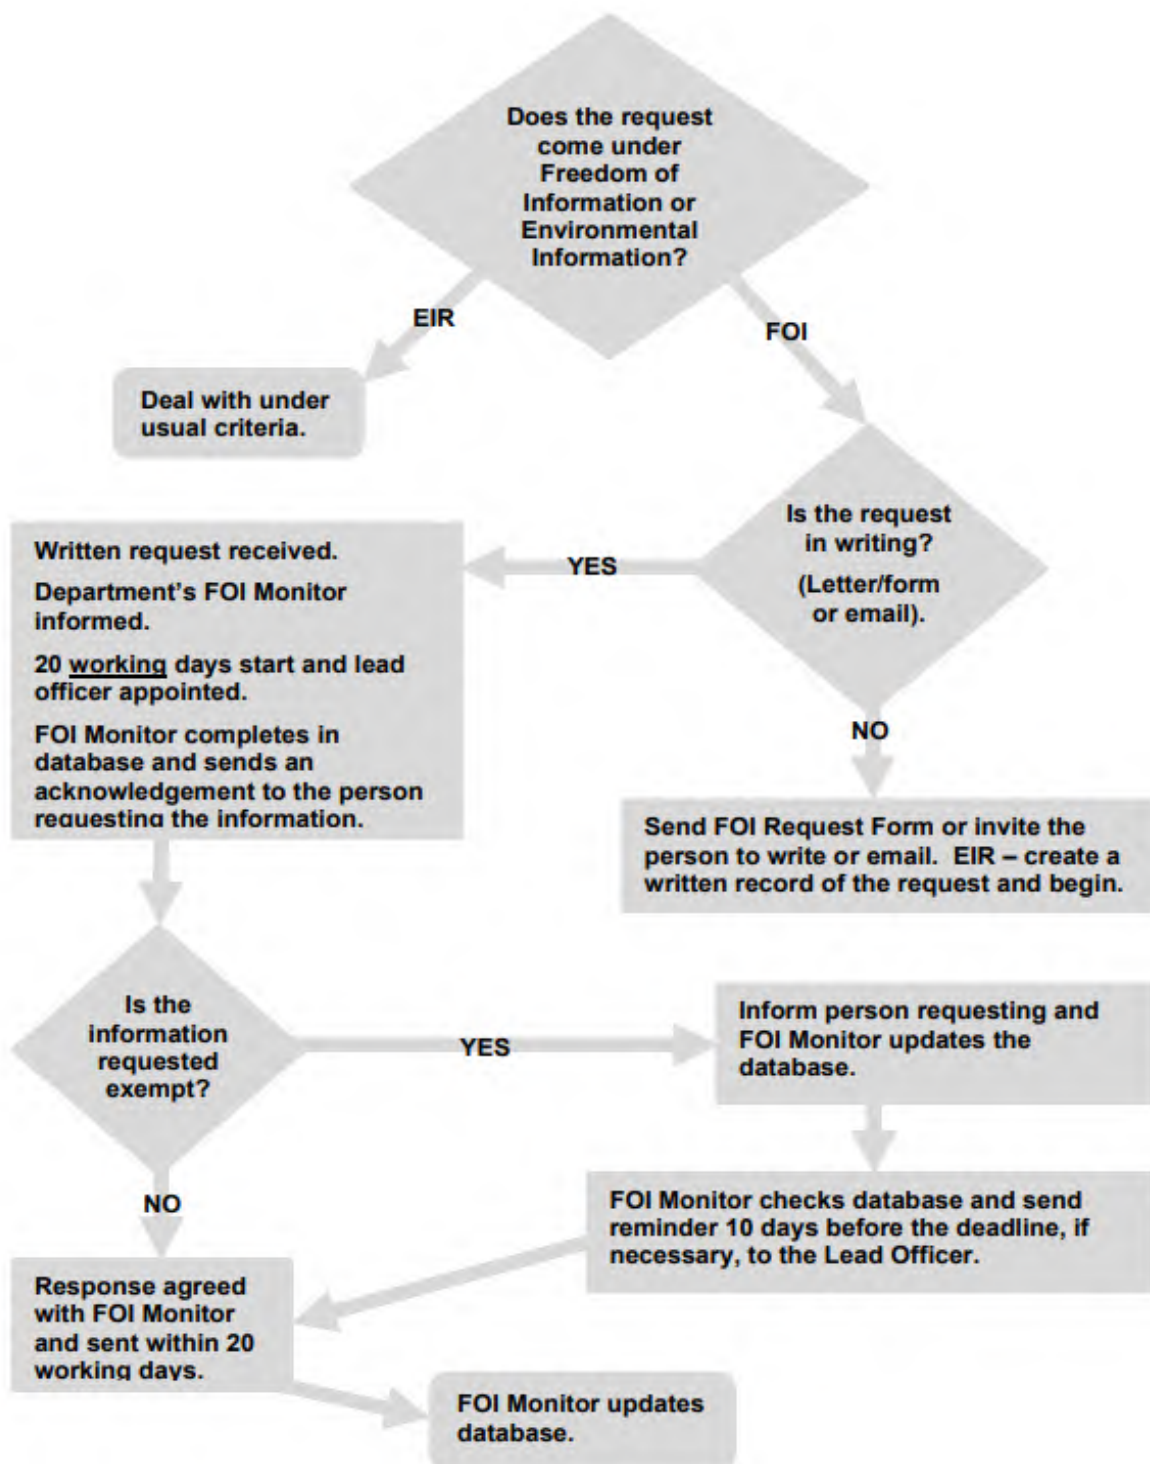 Does the request
come under
Freedom of
Information or
Environmental
Information?
EIR
FOI
Deal with under
usual criteria.
Is the request
in writing?
(Letter/form
or email).
YES
Written request received.
Department's FOI Monitor
informed.
20 working days start and lead
officer appointed.
FOI Monitor completes in
database and sends an
acknowledgement to the person
requesting the information.
NO
Send FOI Request Form or invite the
person to write or email. EIR – create a
written record of the request and begin.
Is the
information
requested
exempt?
YES
Inform person requesting and
FOI Monitor updates the
database.
NO
FOI Monitor checks database and send
reminder 10 days before the deadline, if
necessary, to the Lead Officer.
Response agreed
with FOI Monitor
and sent within 20
working days.
FOI Monitor updates
database.